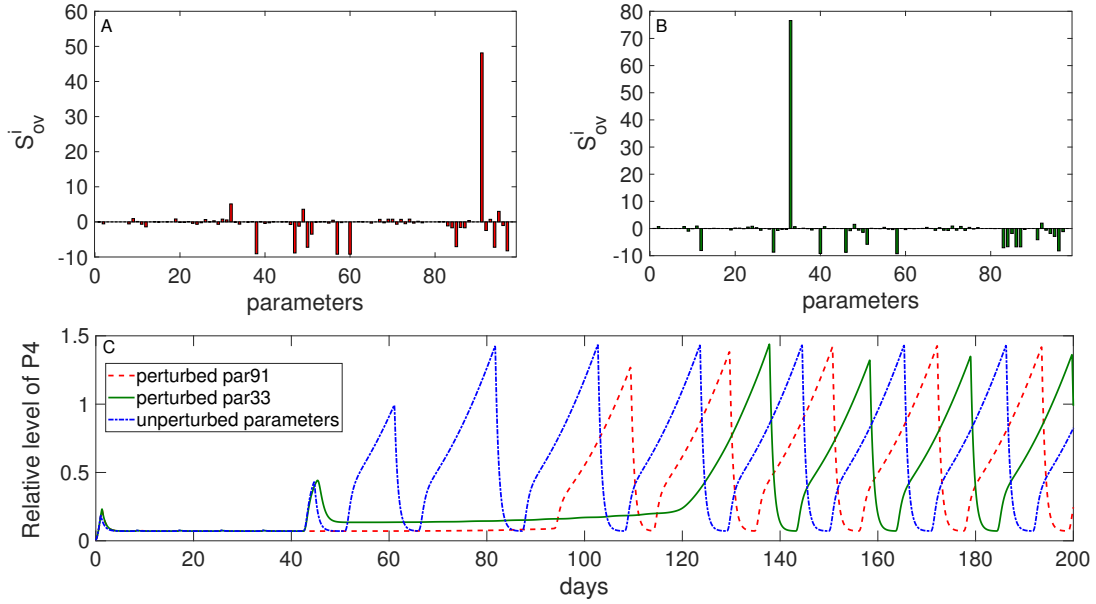 A
60
50
40
30
20
10
0
-10
S^i_ov
0 20 40 60 80
parameters
B
80
70
60
50
40
30
20
10
0
-10
S^i_ov
0 20 40 60 80
parameters
C
1.5
1
0.5
0
Relative level of P4
perturbed par91
perturbed par33
unperturbed parameters
0 20 40 60 80 100 120 140 160 180 200
days